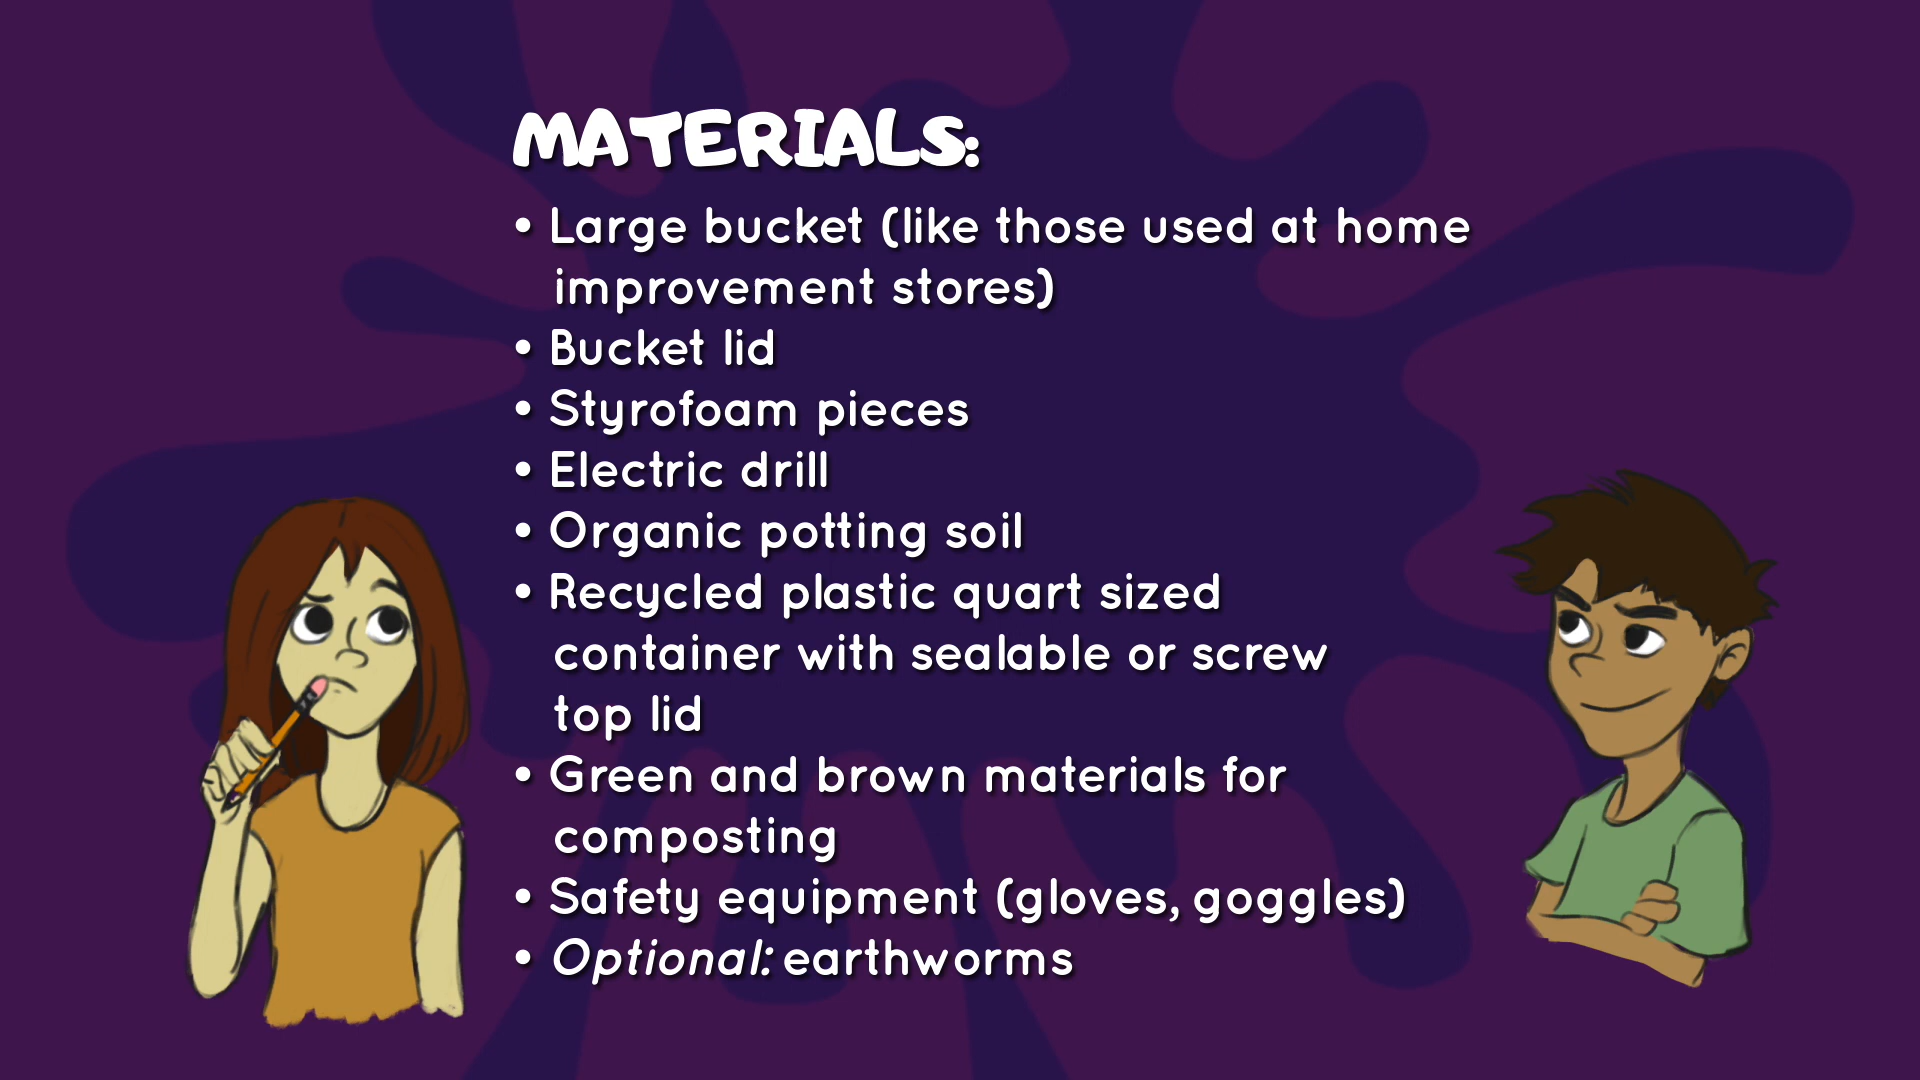 MATERIALS:
• Large bucket (like those used at home
improvement stores)
• Bucket lid
• Styrofoam pieces
• Electric drill
• Organic potting soil
• Recycled plastic quart sized
container with sealable or screw
top lid
• Green and brown materials for
composting
• Safety equipment (gloves, goggles)
• Optional: earthworms